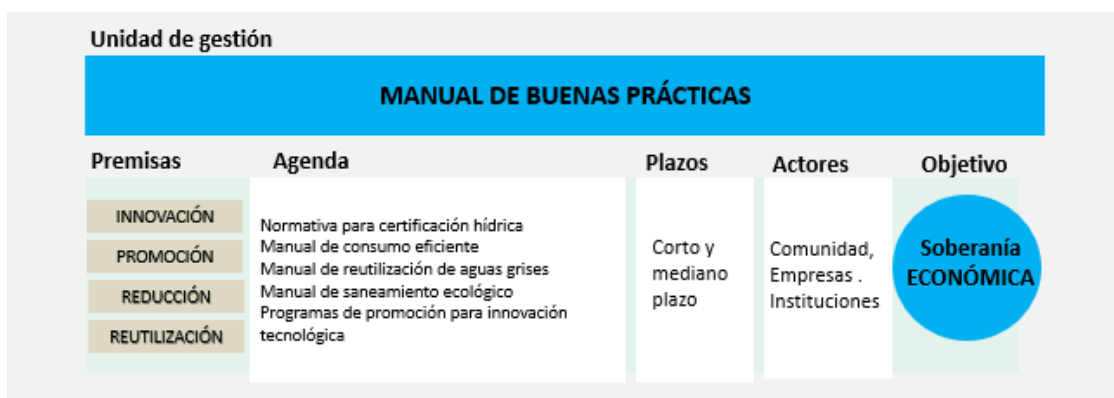 Unidad de gestión
MANUAL DE BUENAS PRÁCTICAS
Premisas
Agenda
Plazos
Actores
Objetivo
INNOVACIÓN
PROMOCIÓN
REDUCCIÓN
REUTILIZACIÓN
Normativa para certificación hídrica
Manual de consumo eficiente
Manual de reutilización de aguas grises
Manual de saneamiento ecológico
Programas de promoción para innovación
tecnológica
Corto y
mediano
plazo
Comunidad,
Empresas .
Instituciones
Soberanía
ECONÓMICA